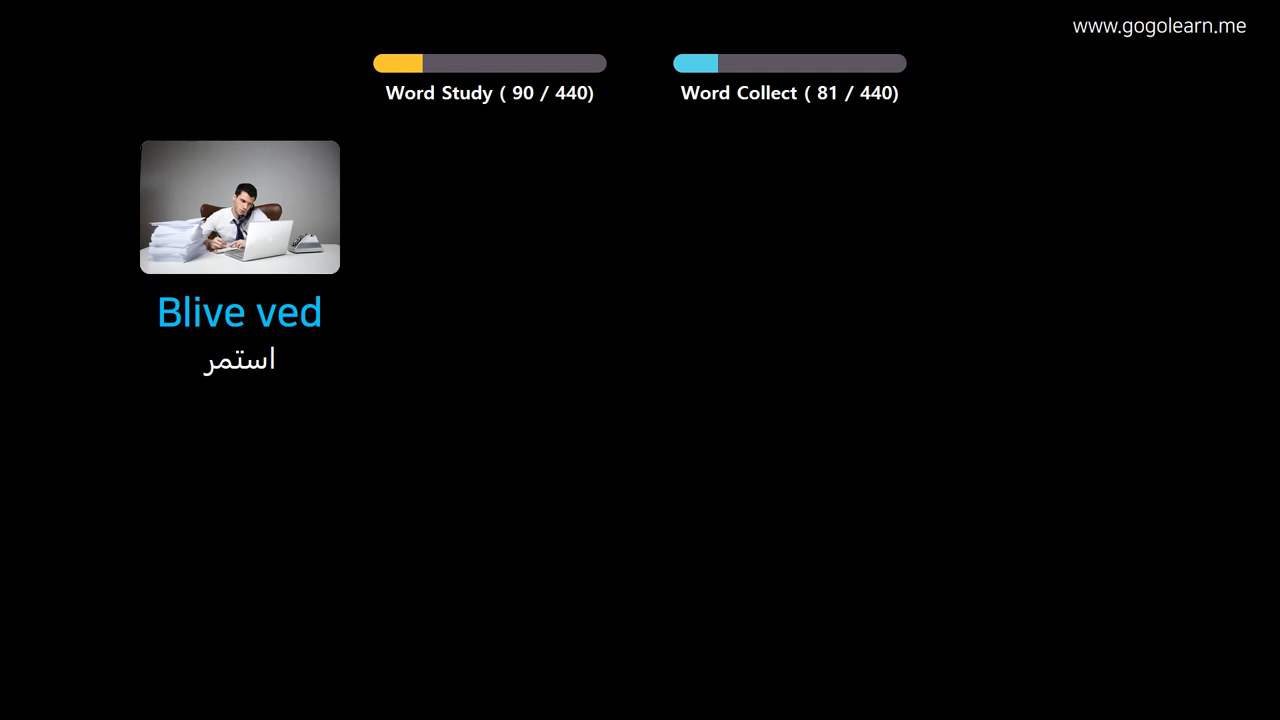 www.gogolearn.me
Word Study ( 90 / 440)
Word Collect ( 81 / 440)
Blive ved
استمر